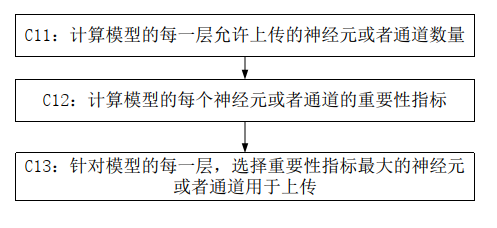 C11：计算模型的每一层允许上传的神经元或者通道数量
C12：计算模型的每个神经元或者通道的重要性指标
C13：针对模型的每一层，选择重要性指标最大的神经元
或者通道用于上传